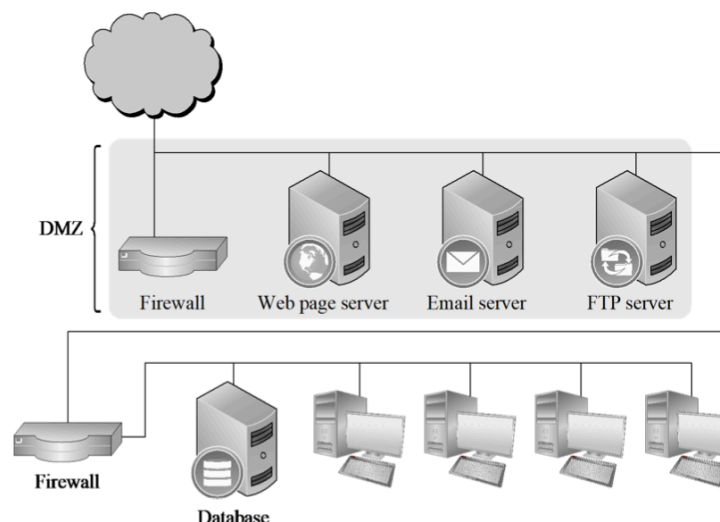 DMZ
Firewall
Web page server
Email server
FTP server
Firewall
Database